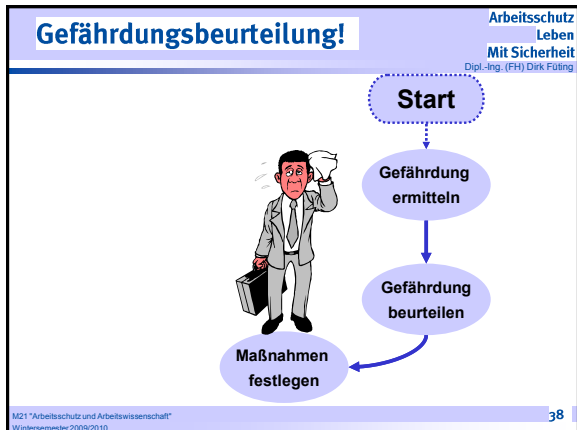 Gefährdungsbeurteilung!
Arbeitsschutz
Leben
Mit Sicherheit
Dipl.-Ing. (FH) Dirk Füting
Start
Gefährdung
ermitteln
Gefährdung
beurteilen
Maßnahmen
festlegen
M21 "Arbeitsschutz und Arbeitswissenschaft"
Wintersemester 2009/2010
38